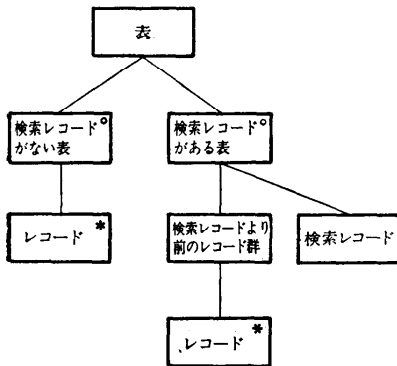 表
検索レコード°
がない表
検索レコード°
がある表
レコード*
検索レコードより
前のレコード群
検索レコード
、レコード*